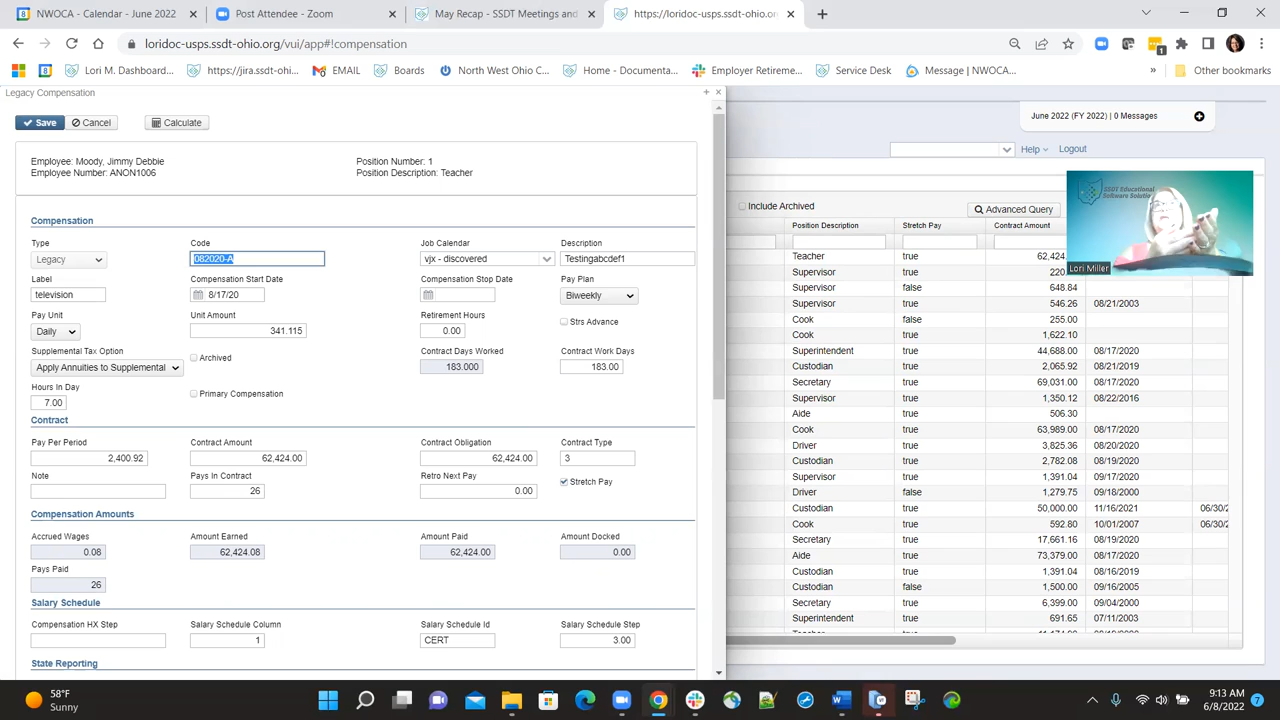 NWOCA - Calendar - June 2022
Post Attendee - Zoom
May Recap - SSDT Meetings and
https://loridoc-usps.ssdt-ohio.org
loridoc-usps.ssdt-ohio.org/vui/app#!compensation
Lori M. Dashboard...
https://jira.ssdt-ohi...
EMAIL
Boards
North West Ohio C...
Home - Documenta...
Employer Retireme...
Service Desk
Message | NWOCA...
»
Other bookmarks
Legacy Compensation
Save
Cancel
Calculate
Employee: Moody, Jimmy Debbie
Position Number: 1
Employee Number: ANON1006
Position Description: Teacher
Compensation
Type
Code
Job Calendar
Description
Legacy
082020-A
vjx - discovered
Testingabcdef1
Label
Compensation Start Date
Compensation Stop Date
Pay Plan
television
8/17/20
Biweekly
Pay Unit
Unit Amount
Retirement Hours
Strs Advance
Daily
341.115
0.00
Supplemental Tax Option
Archived
Contract Days Worked
Contract Work Days
Apply Annuities to Supplemental
183.000
183.00
Hours In Day
Primary Compensation
7.00
Contract
Pay Per Period
Contract Amount
Contract Obligation
Contract Type
2,400.92
62,424.00
62,424.00
3
Note
Pays In Contract
Retro Next Pay
Stretch Pay
26
0.00
Compensation Amounts
Accrued Wages
Amount Earned
Amount Paid
Amount Docked
0.08
62,424.08
62,424.00
0.00
Pays Paid
26
Salary Schedule
Compensation HX Step
Salary Schedule Column
Salary Schedule Id
Salary Schedule Step
1
CERT
3.00
State Reporting
June 2022 (FY 2022) | 0 Messages
Help
Logout
SSDT Educational
Software Solutio
Lori Miller
Include Archived
Advanced Query
Position Description
Stretch Pay
Contract Amount
Teacher true 62,424.
Supervisor true 220
Supervisor false 648.84
Supervisor true 546.26 08/21/2003
Cook false 255.00
Cook true 1,622.10
Superintendent true 44,688.00 08/17/2020
Custodian true 2,065.92 08/21/2019
Secretary true 69,031.00 08/17/2020
Supervisor true 1,350.12 08/22/2016
Aide true 506.30
Cook true 63,989.00 08/17/2020
Driver true 3,825.36 08/20/2020
Custodian true 2,782.08 08/19/2020
Supervisor true 1,391.04 09/17/2020
Driver false 1,279.75 09/18/2000
Custodian true 50,000.00 11/16/2021 06/30/2
Cook true 592.80 10/01/2007 06/30/2
Secretary true 17,661.16 08/19/2020
Aide true 73,379.00 08/17/2020
Custodian true 1,391.04 08/16/2019
Custodian false 1,500.00 09/16/2005
Secretary true 6,399.00 09/04/2000
Superintendent true 691.65 07/11/2003
58°F
Sunny
9:13 AM
6/8/2022